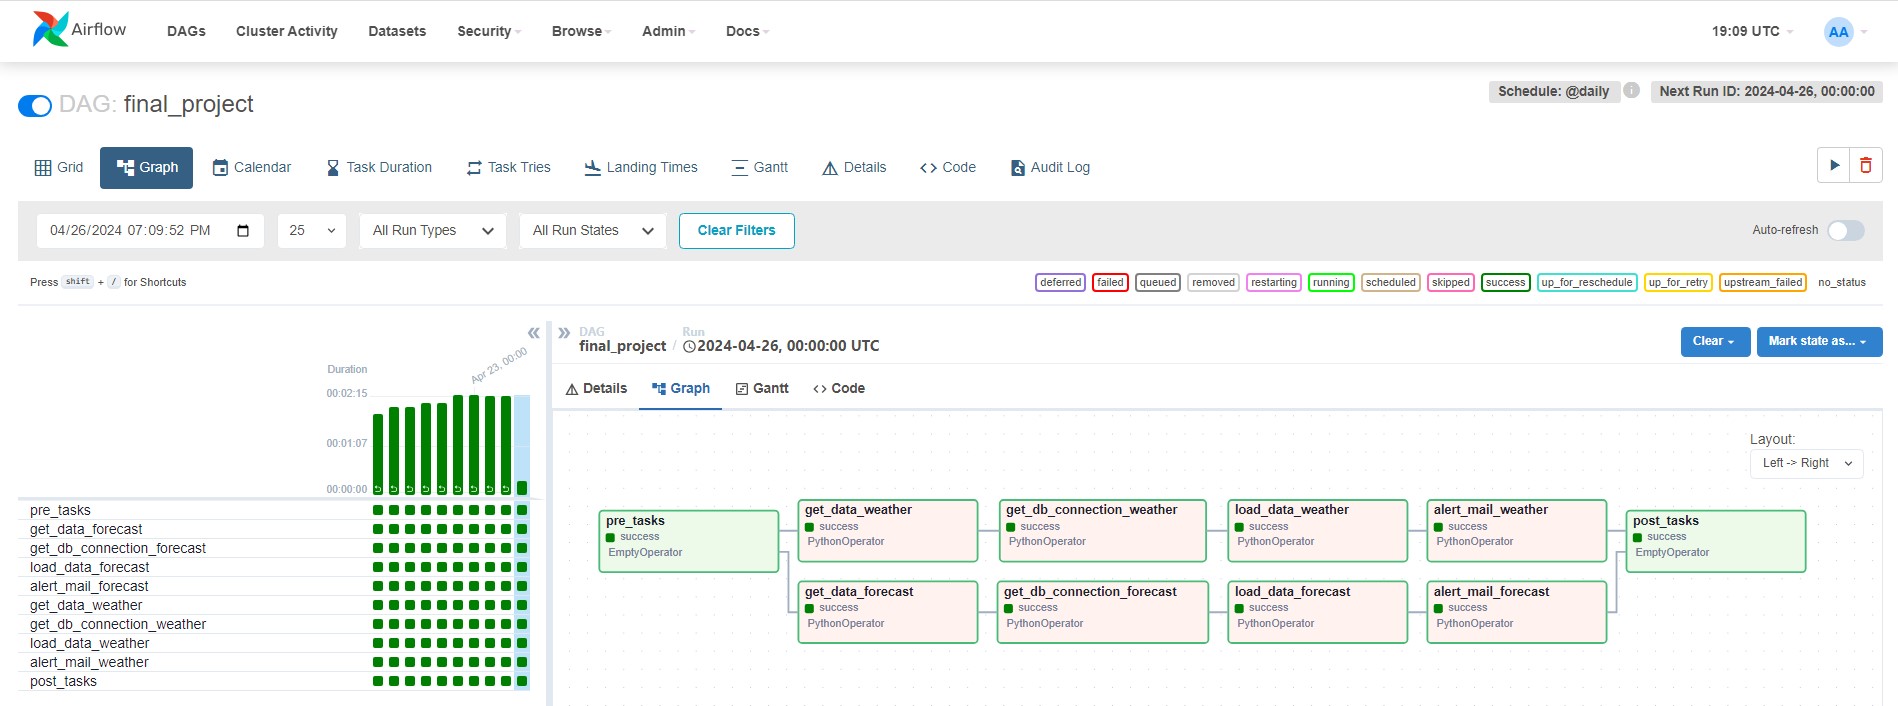 Airflow DAGs Cluster Activity Datasets Security Browse Admin Docs 19:09 UTC AA
DAG: final_project Schedule: @daily Next Run ID: 2024-04-26, 00:00:00
Grid Graph Calendar Task Duration Task Tries Landing Times Gantt Details Code Audit Log
04/26/2024 07:09:52 PM 25 All Run Types All Run States Clear Filters Auto-refresh
Press shift + / for Shortcuts deferred failed queued removed restarting running scheduled skipped success up_for_reschedule up_for_retry upstream_failed no_status
Duration
Apr 23, 00:00
00:02:15
00:01:07
00:00:00
pre_tasks
get_data_forecast
get_db_connection_forecast
load_data_forecast
alert_mail_forecast
get_data_weather
get_db_connection_weather
load_data_weather
alert_mail_weather
post_tasks
DAG Run
final_project / 2024-04-26, 00:00:00 UTC Clear Mark state as...
Details Graph Gantt Code
Layout:
Left -> Right
pre_tasks
success
EmptyOperator
get_data_weather
success
PythonOperator
get_db_connection_weather
success
PythonOperator
load_data_weather
success
PythonOperator
alert_mail_weather
success
PythonOperator
post_tasks
success
EmptyOperator
get_data_forecast
success
PythonOperator
get_db_connection_forecast
success
PythonOperator
load_data_forecast
success
PythonOperator
alert_mail_forecast
success
PythonOperator